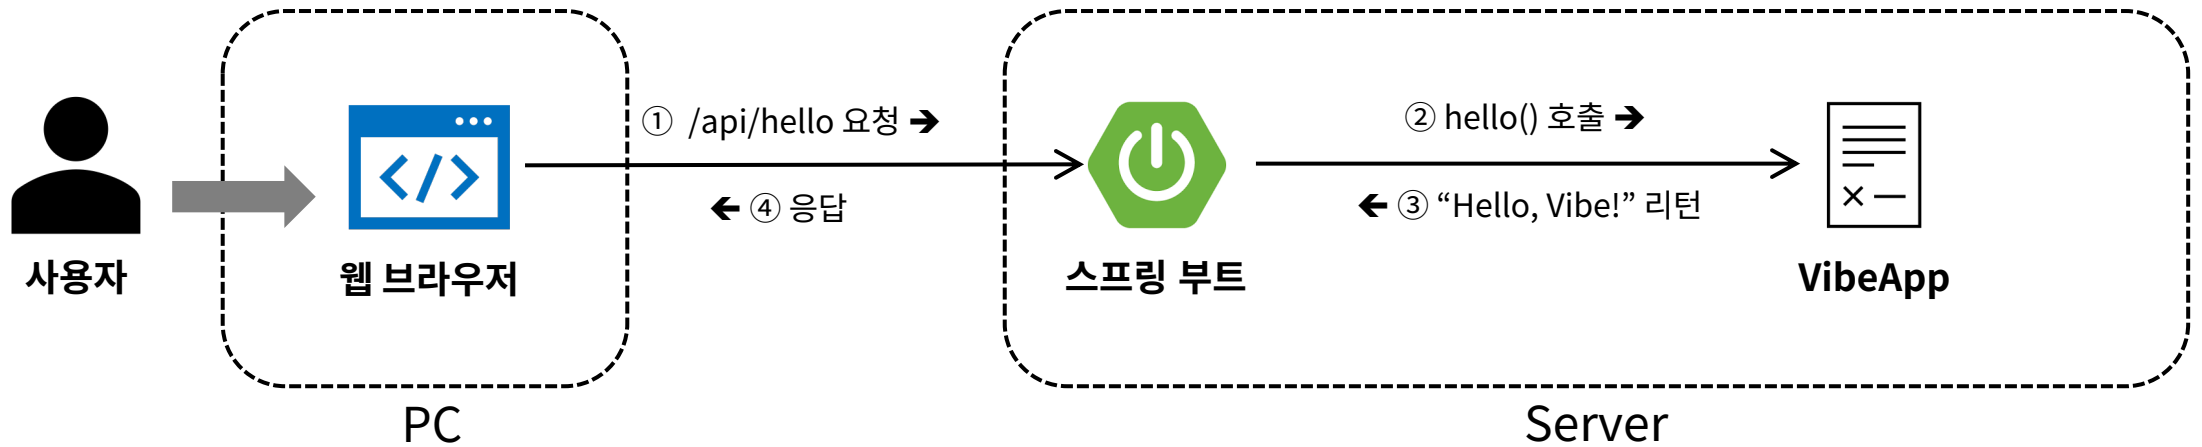 ① /api/hello 요청 🡺
② hello() 호출 🡺
🡸 ④ 응답
🡸 ③ “Hello, Vibe!” 리턴
사용자
웹 브라우저
스프링 부트
VibeApp
PC
Server